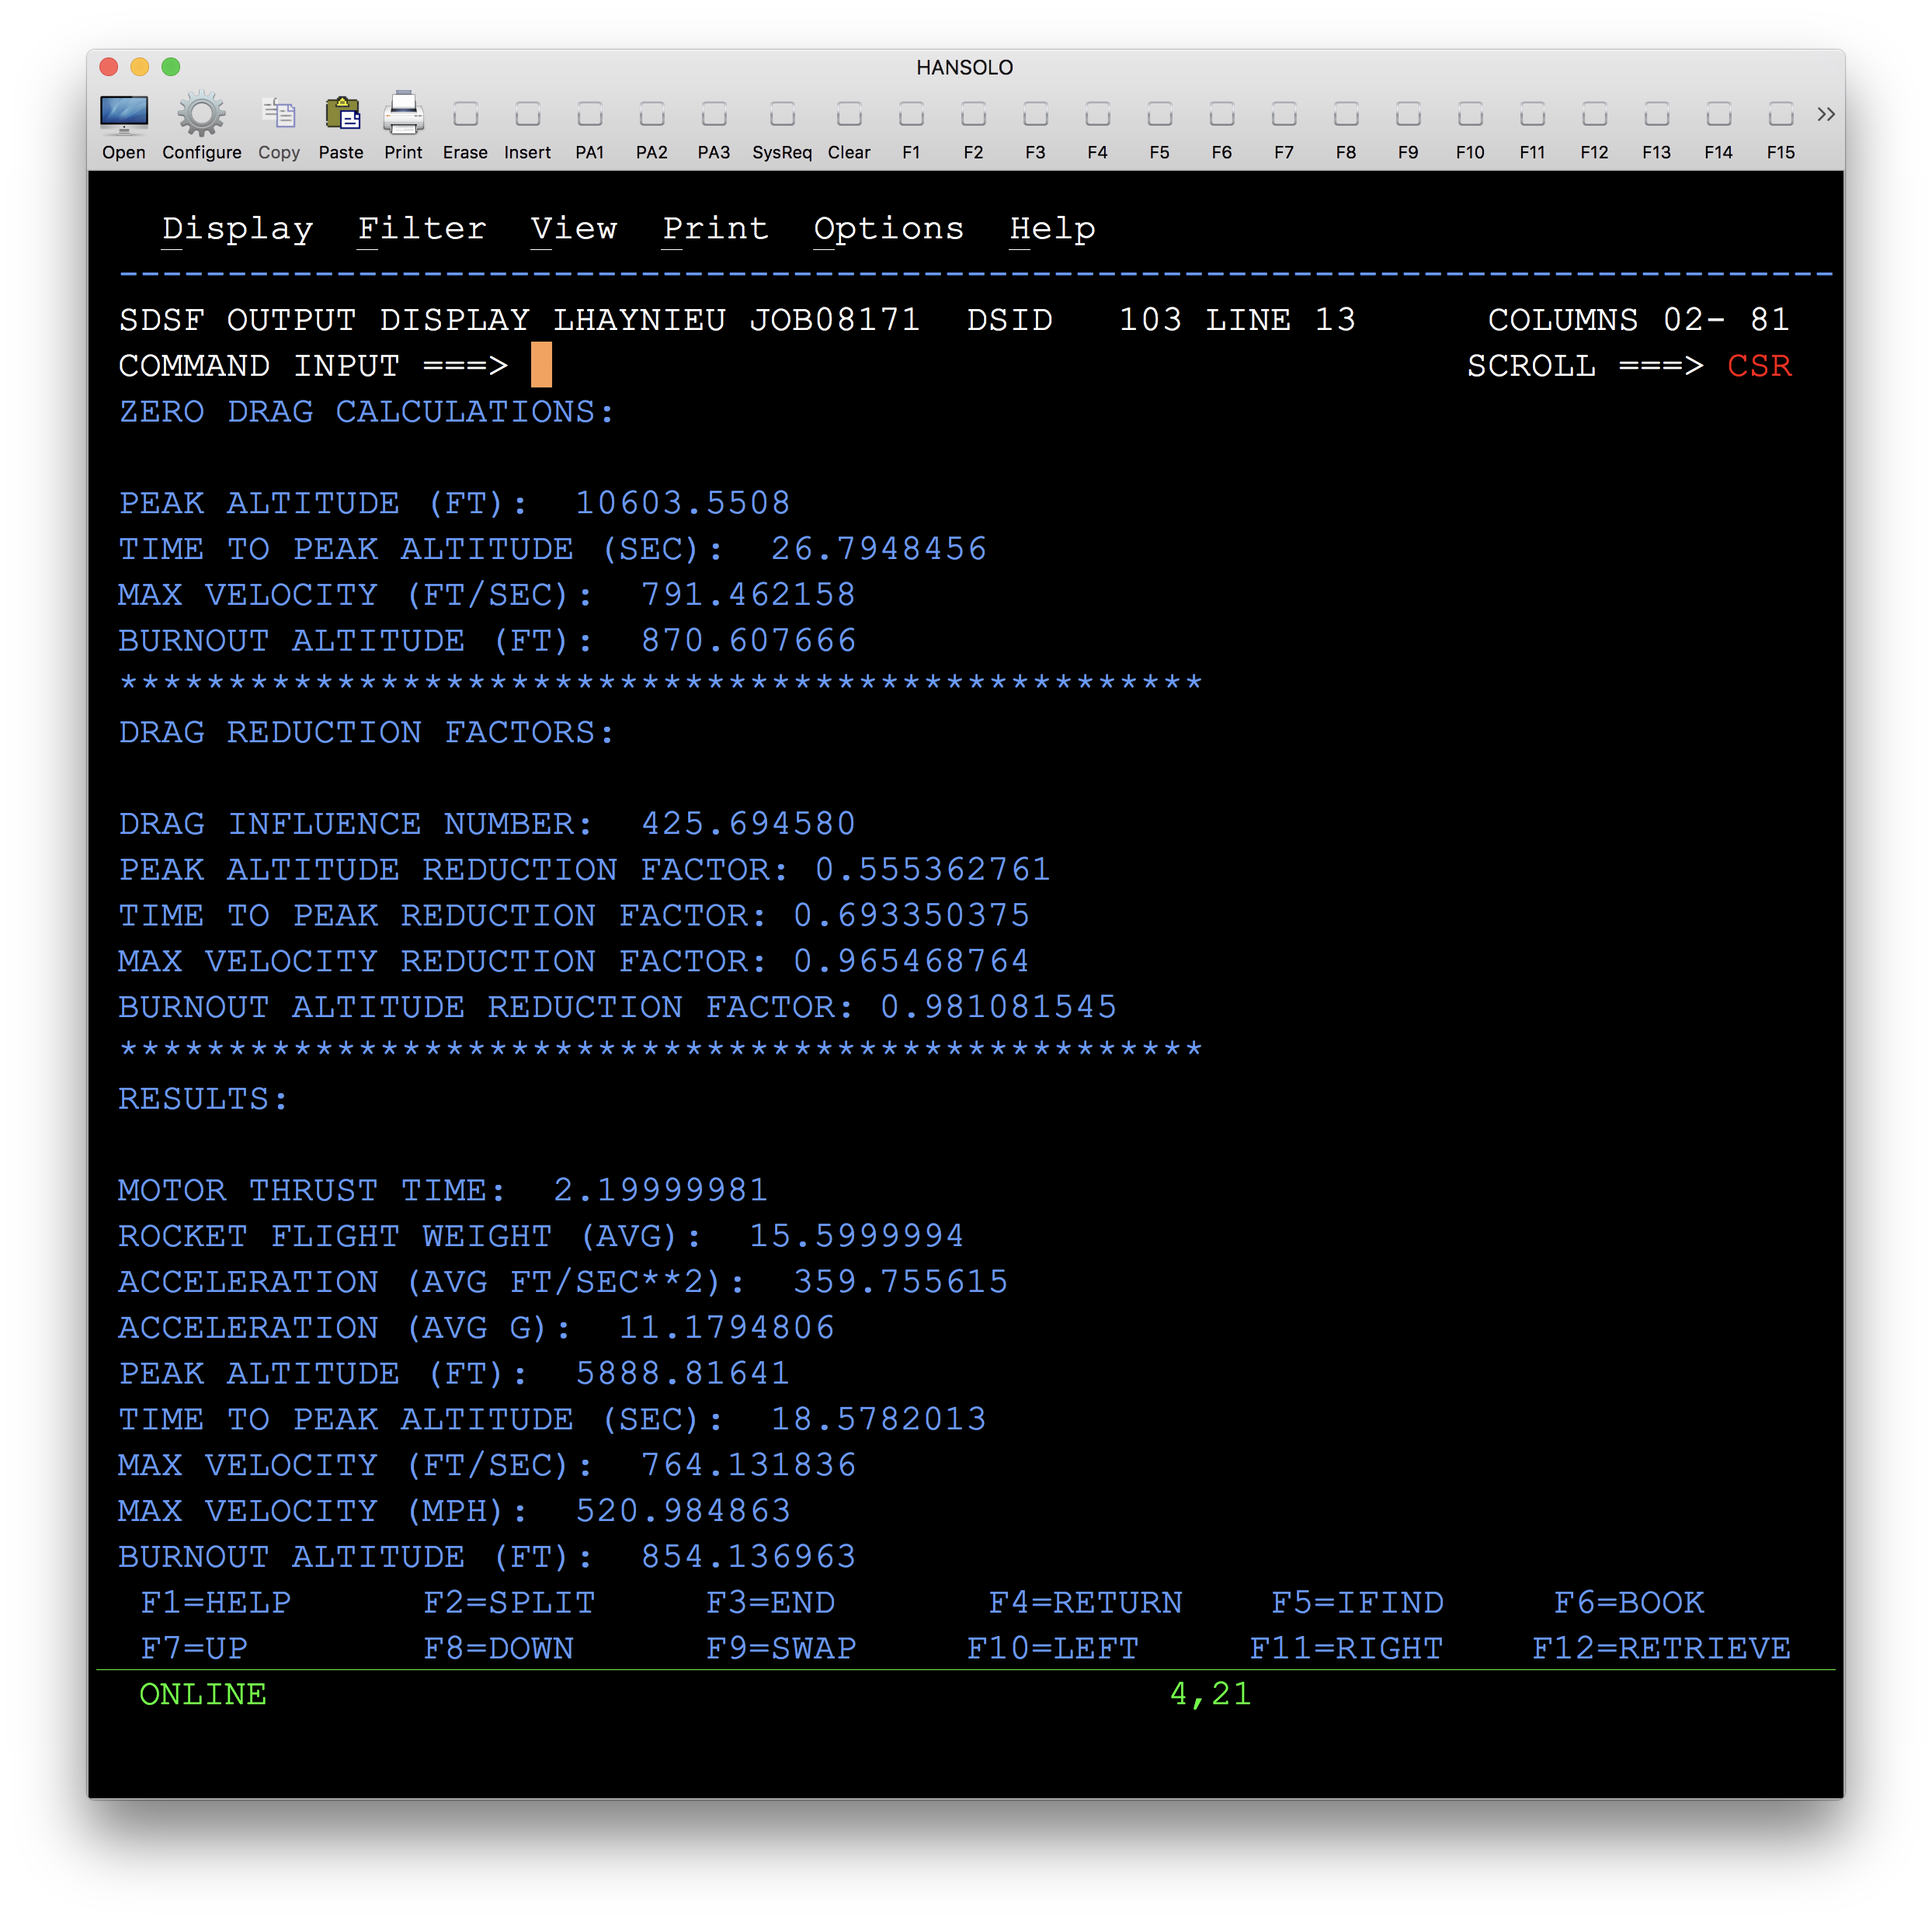 HANSOLO
Open Configure Copy Paste Print Erase Insert PA1 PA2 PA3 SysReq Clear F1 F2 F3 F4 F5 F6 F7 F8 F9 F10 F11 F12 F13 F14 F15
Display Filter View Print Options Help
--------------------------------------------------------------------------------
SDSF OUTPUT DISPLAY LHAYNIEU JOB08171 DSID 103 LINE 13 COLUMNS 02- 81
COMMAND INPUT ===> SCROLL ===> CSR
ZERO DRAG CALCULATIONS:
PEAK ALTITUDE (FT): 10603.5508
TIME TO PEAK ALTITUDE (SEC): 26.7948456
MAX VELOCITY (FT/SEC): 791.462158
BURNOUT ALTITUDE (FT): 870.607666
**************************************************
DRAG REDUCTION FACTORS:
DRAG INFLUENCE NUMBER: 425.694580
PEAK ALTITUDE REDUCTION FACTOR: 0.555362761
TIME TO PEAK REDUCTION FACTOR: 0.693350375
MAX VELOCITY REDUCTION FACTOR: 0.965468764
BURNOUT ALTITUDE REDUCTION FACTOR: 0.981081545
**************************************************
RESULTS:
MOTOR THRUST TIME: 2.19999981
ROCKET FLIGHT WEIGHT (AVG): 15.5999994
ACCELERATION (AVG FT/SEC**2): 359.755615
ACCELERATION (AVG G): 11.1794806
PEAK ALTITUDE (FT): 5888.81641
TIME TO PEAK ALTITUDE (SEC): 18.5782013
MAX VELOCITY (FT/SEC): 764.131836
MAX VELOCITY (MPH): 520.984863
BURNOUT ALTITUDE (FT): 854.136963
F1=HELP F2=SPLIT F3=END F4=RETURN F5=IFIND F6=BOOK
F7=UP F8=DOWN F9=SWAP F10=LEFT F11=RIGHT F12=RETRIEVE
ONLINE 4,21